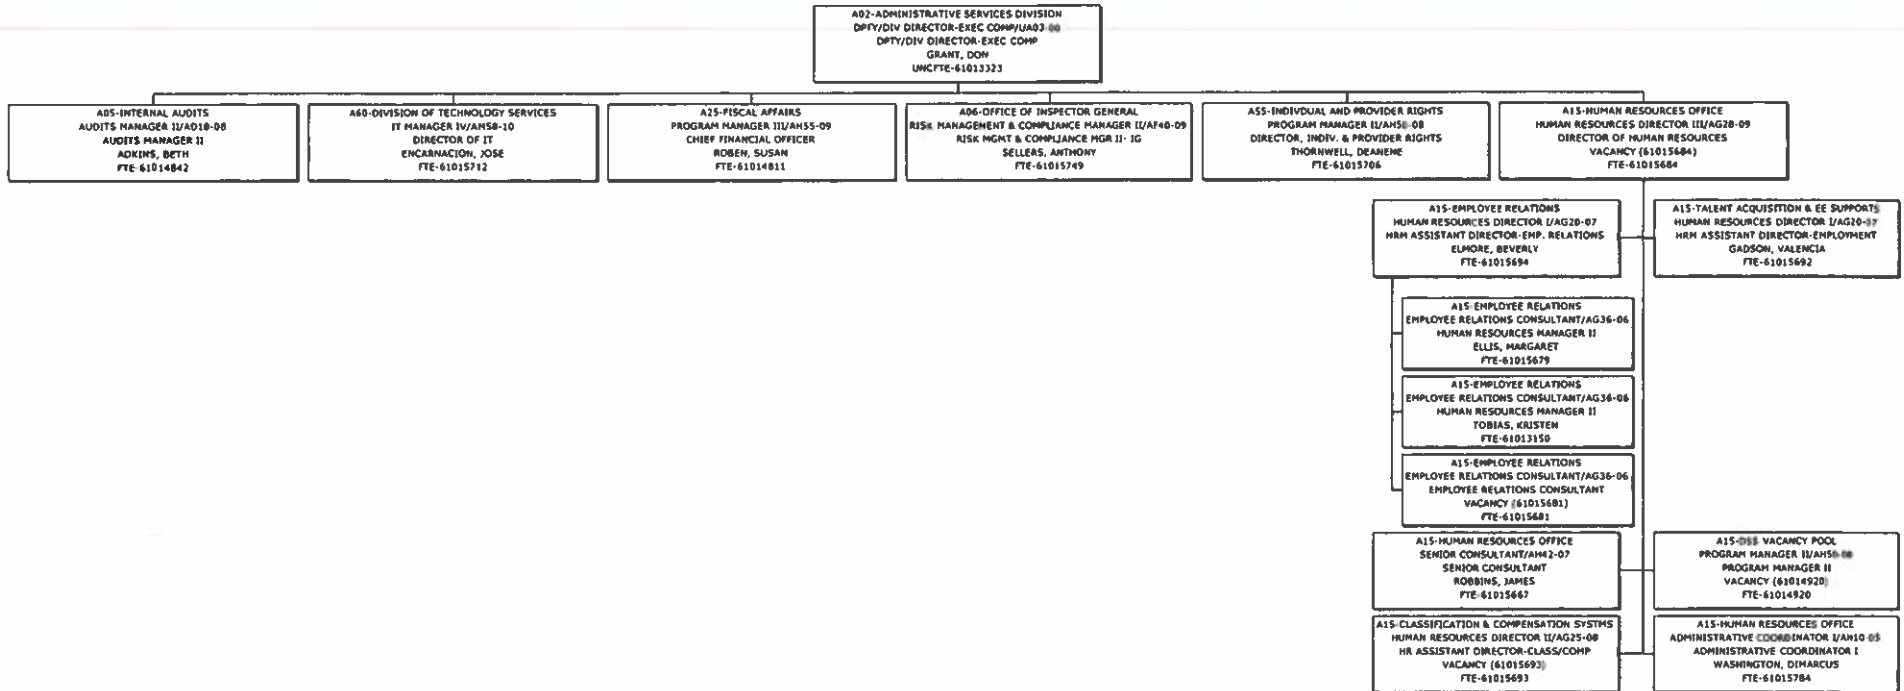 A02-ADMINISTRATIVE SERVICES DIVISION
DPTY/DIV DIRECTOR-EXEC COMP/UA03-00
DPTY/DIV DIRECTOR-EXEC COMP
GRANT, DON
UNCFTE-61013323
A05-INTERNAL AUDITS
AUDITS MANAGER II/AD18-08
AUDITS MANAGER II
ADKINS, BETH
FTE-61014842
A60-DIVISION OF TECHNOLOGY SERVICES
IT MANAGER IV/AM58-10
DIRECTOR OF IT
ENCARNACION, JOSE
FTE-61015712
A25-FISCAL AFFAIRS
PROGRAM MANAGER III/AH55-09
CHIEF FINANCIAL OFFICER
ROBEN, SUSAN
FTE-61014811
A06-OFFICE OF INSPECTOR GENERAL
RISK MANAGEMENT & COMPLIANCE MANAGER II/AF40-09
RISK MGMT & COMPLIANCE MGR II- IG
SELLERS, ANTHONY
FTE-61015749
A55-INDIVDUAL AND PROVIDER RIGHTS
PROGRAM MANAGER II/AH50-08
DIRECTOR, INDIV. & PROVIDER RIGHTS
THORNWELL, DEANENE
FTE-61015706
A15-HUMAN RESOURCES OFFICE
HUMAN RESOURCES DIRECTOR III/AG28-09
DIRECTOR OF HUMAN RESOURCES
VACANCY (61015684)
FTE-61015684
A15-EMPLOYEE RELATIONS
HUMAN RESOURCES DIRECTOR I/AG20-07
HRM ASSISTANT DIRECTOR-EMP. RELATIONS
ELMORE, BEVERLY
FTE-61015694
A15-TALENT ACQUISITION & EE SUPPORTS
HUMAN RESOURCES DIRECTOR I/AG20-07
HRM ASSISTANT DIRECTOR-EMPLOYMENT
GADSON, VALENCIA
FTE-61015692
A15-EMPLOYEE RELATIONS
EMPLOYEE RELATIONS CONSULTANT/AG36-06
HUMAN RESOURCES MANAGER II
ELLIS, MARGARET
FTE-61015679
A15-EMPLOYEE RELATIONS
EMPLOYEE RELATIONS CONSULTANT/AG36-06
HUMAN RESOURCES MANAGER II
TOBIAS, KRISTEN
FTE-61013150
A15-EMPLOYEE RELATIONS
EMPLOYEE RELATIONS CONSULTANT/AG36-06
EMPLOYEE RELATIONS CONSULTANT
VACANCY (61015681)
FTE-61015681
A15-HUMAN RESOURCES OFFICE
SENIOR CONSULTANT/AH42-07
SENIOR CONSULTANT
ROBBINS, JAMES
FTE-61015667
A15-DSS VACANCY POOL
PROGRAM MANAGER II/AH50-08
PROGRAM MANAGER II
VACANCY (61014920)
FTE-61014920
A15-CLASSIFICATION & COMPENSATION SYSTMS
HUMAN RESOURCES DIRECTOR II/AG25-08
HR ASSISTANT DIRECTOR-CLASS/COMP
VACANCY (61015693)
FTE-61015693
A15-HUMAN RESOURCES OFFICE
ADMINISTRATIVE COORDINATOR I/AH10-05
ADMINISTRATIVE COORDINATOR I
WASHINGTON, DIMARCUS
FTE-61015784